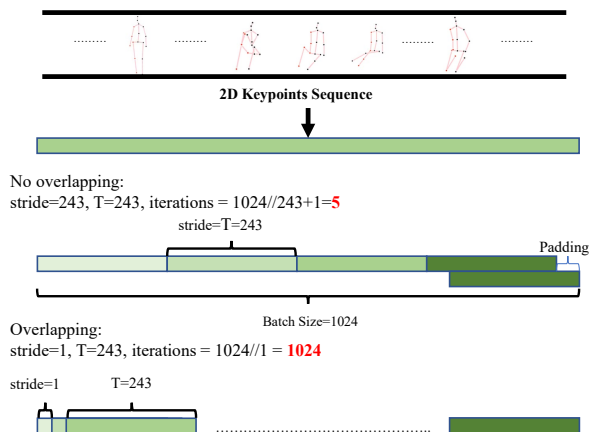 2D Keypoints Sequence
No overlapping:
stride=243, T=243, iterations = 1024//243+1=5
stride=T=243
Padding
Batch Size=1024
Overlapping:
stride=1, T=243, iterations = 1024//1 = 1024
stride=1 T=243